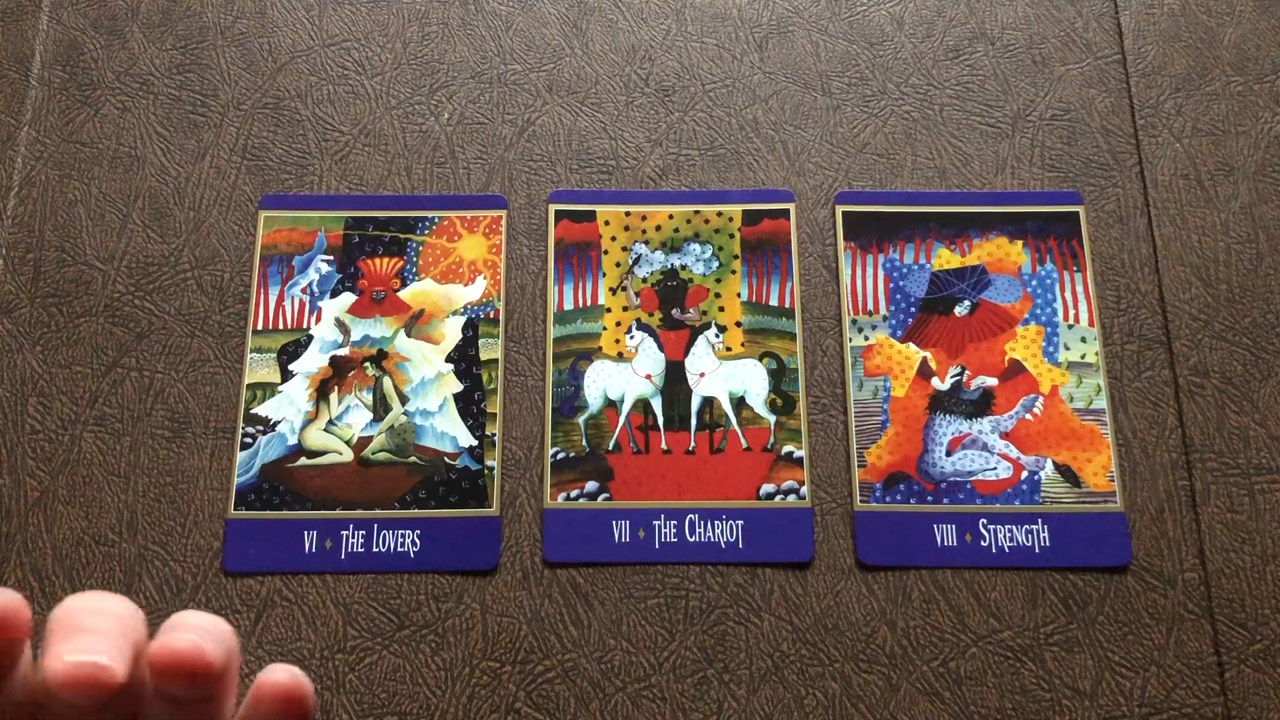 VI ♦ THE LOVERS
VII ♦ THE CHARIOT
VIII ♦ STRENGTH